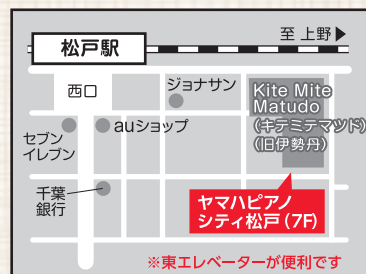 至 上野▶
松戸駅
西口
ジョナサン
Kite Mite
Matudo
(キテミテマツド)
(旧伊勢丹)
auショップ
セブン
イレブン
千葉
銀行
ヤマハピアノ
シティ松戸(7F)
※東エレベーターが便利です